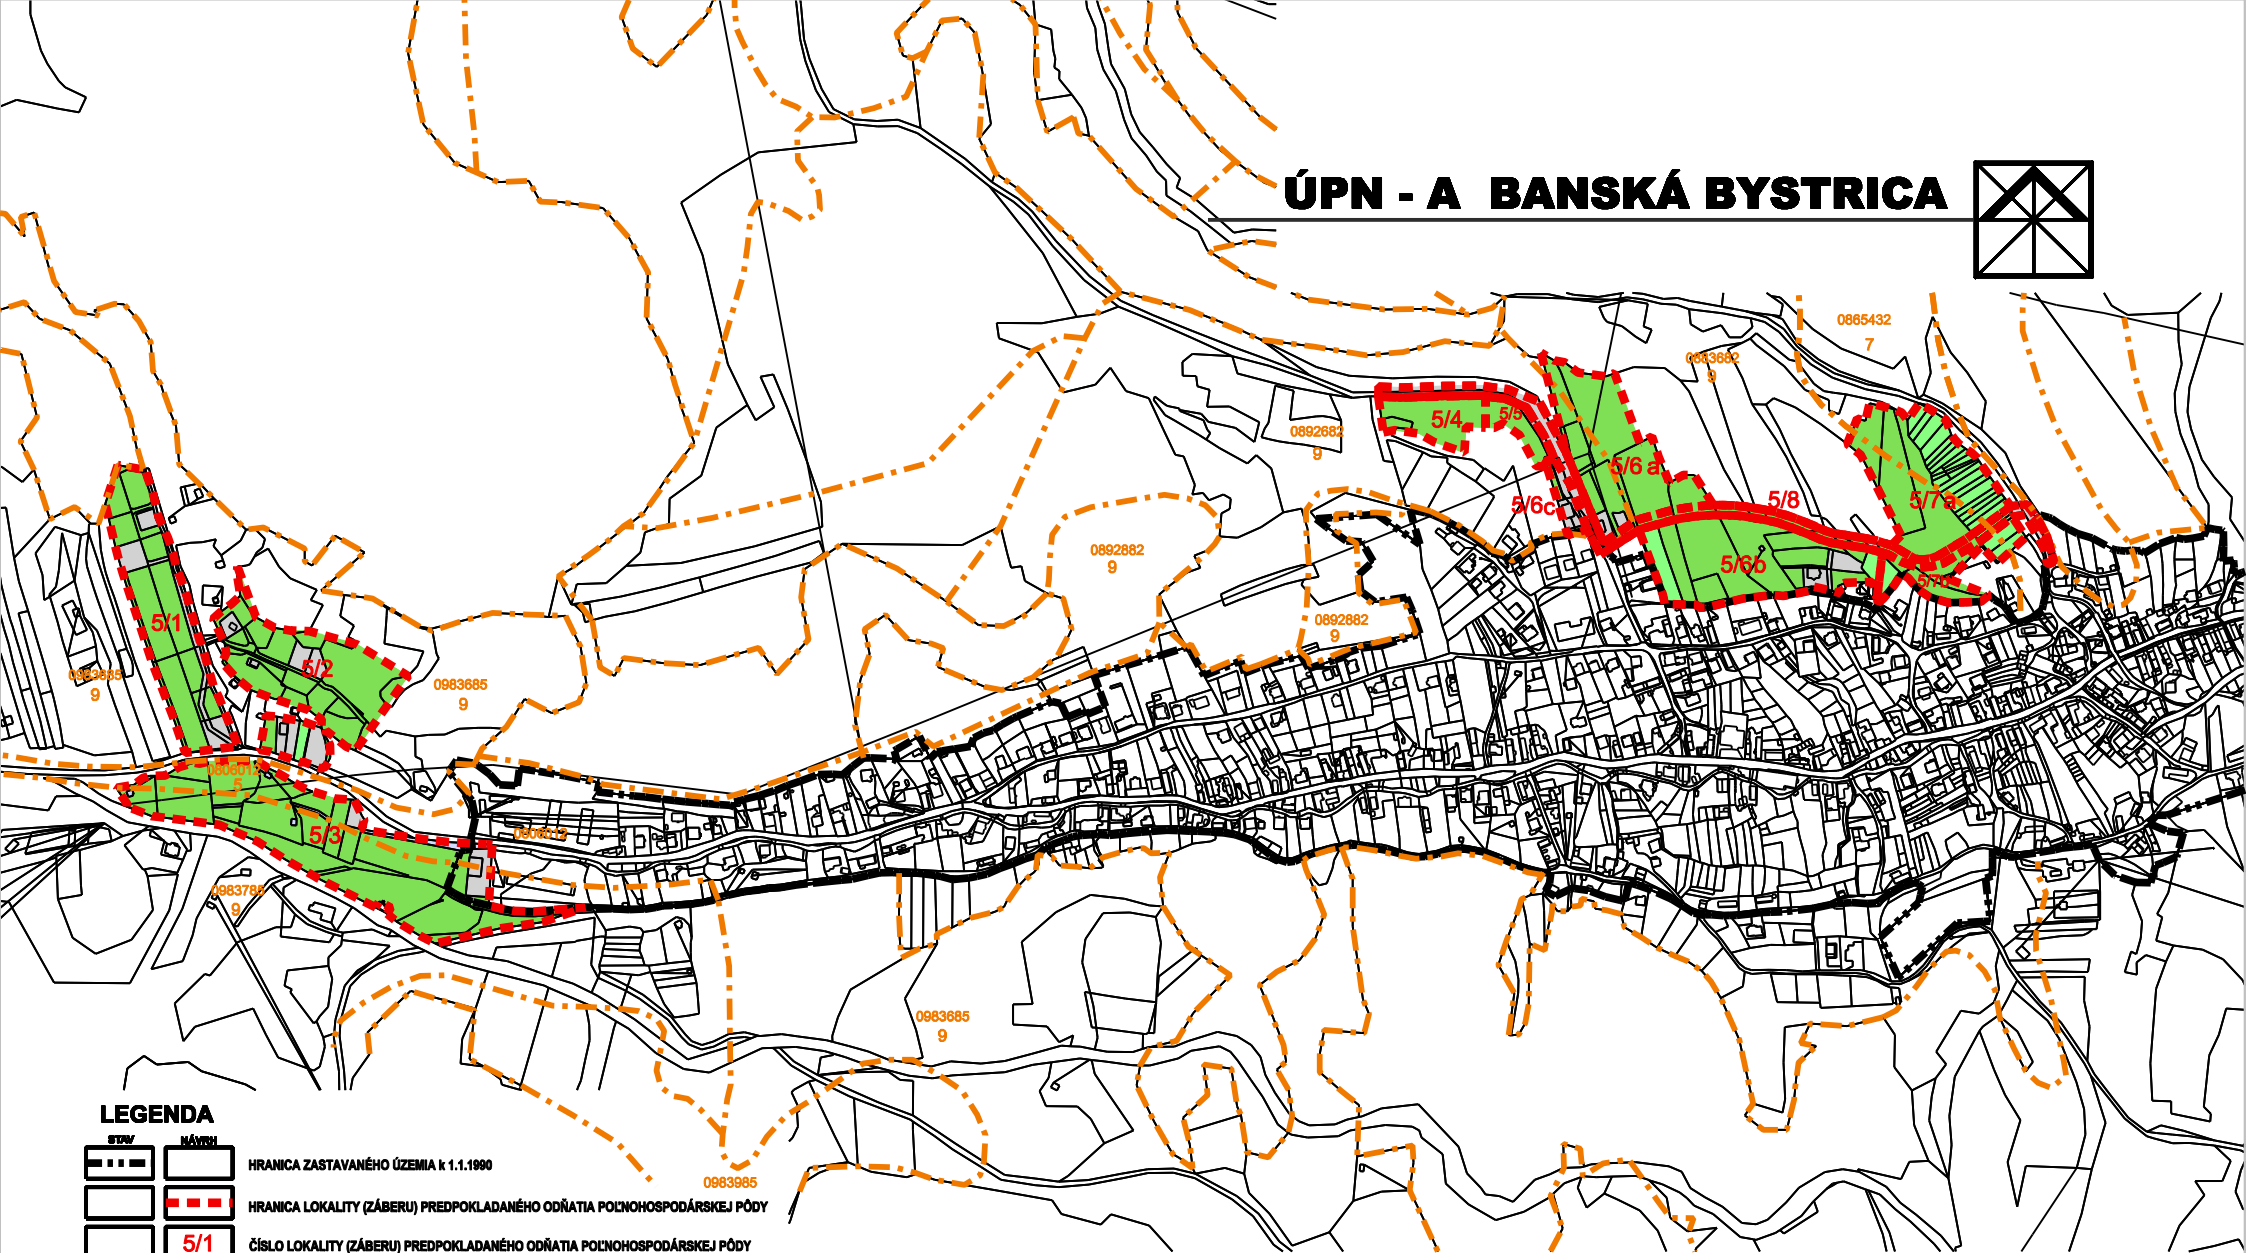 ÚPN - A BANSKÁ BYSTRICA
0865432
7
0883682
9
5/4
5/5
0892682
9
5/6 a
5/6c
5/8
5/7a
0892882
9
5/6b
5/7b
0892882
9
5/1
5/2
0983685
9
0983685
9
0806012
5
5/3
0806012
0983785
9
0983685
9
0983985
LEGENDA
STAV NÁVRH
HRANICA ZASTAVANÉHO ÚZEMIA k 1.1.1990
HRANICA LOKALITY (ZÁBERU) PREDPOKLADANÉHO ODŇATIA POĽNOHOSPODÁRSKEJ PÔDY
5/1 ČÍSLO LOKALITY (ZÁBERU) PREDPOKLADANÉHO ODŇATIA POĽNOHOSPODÁRSKEJ PÔDY